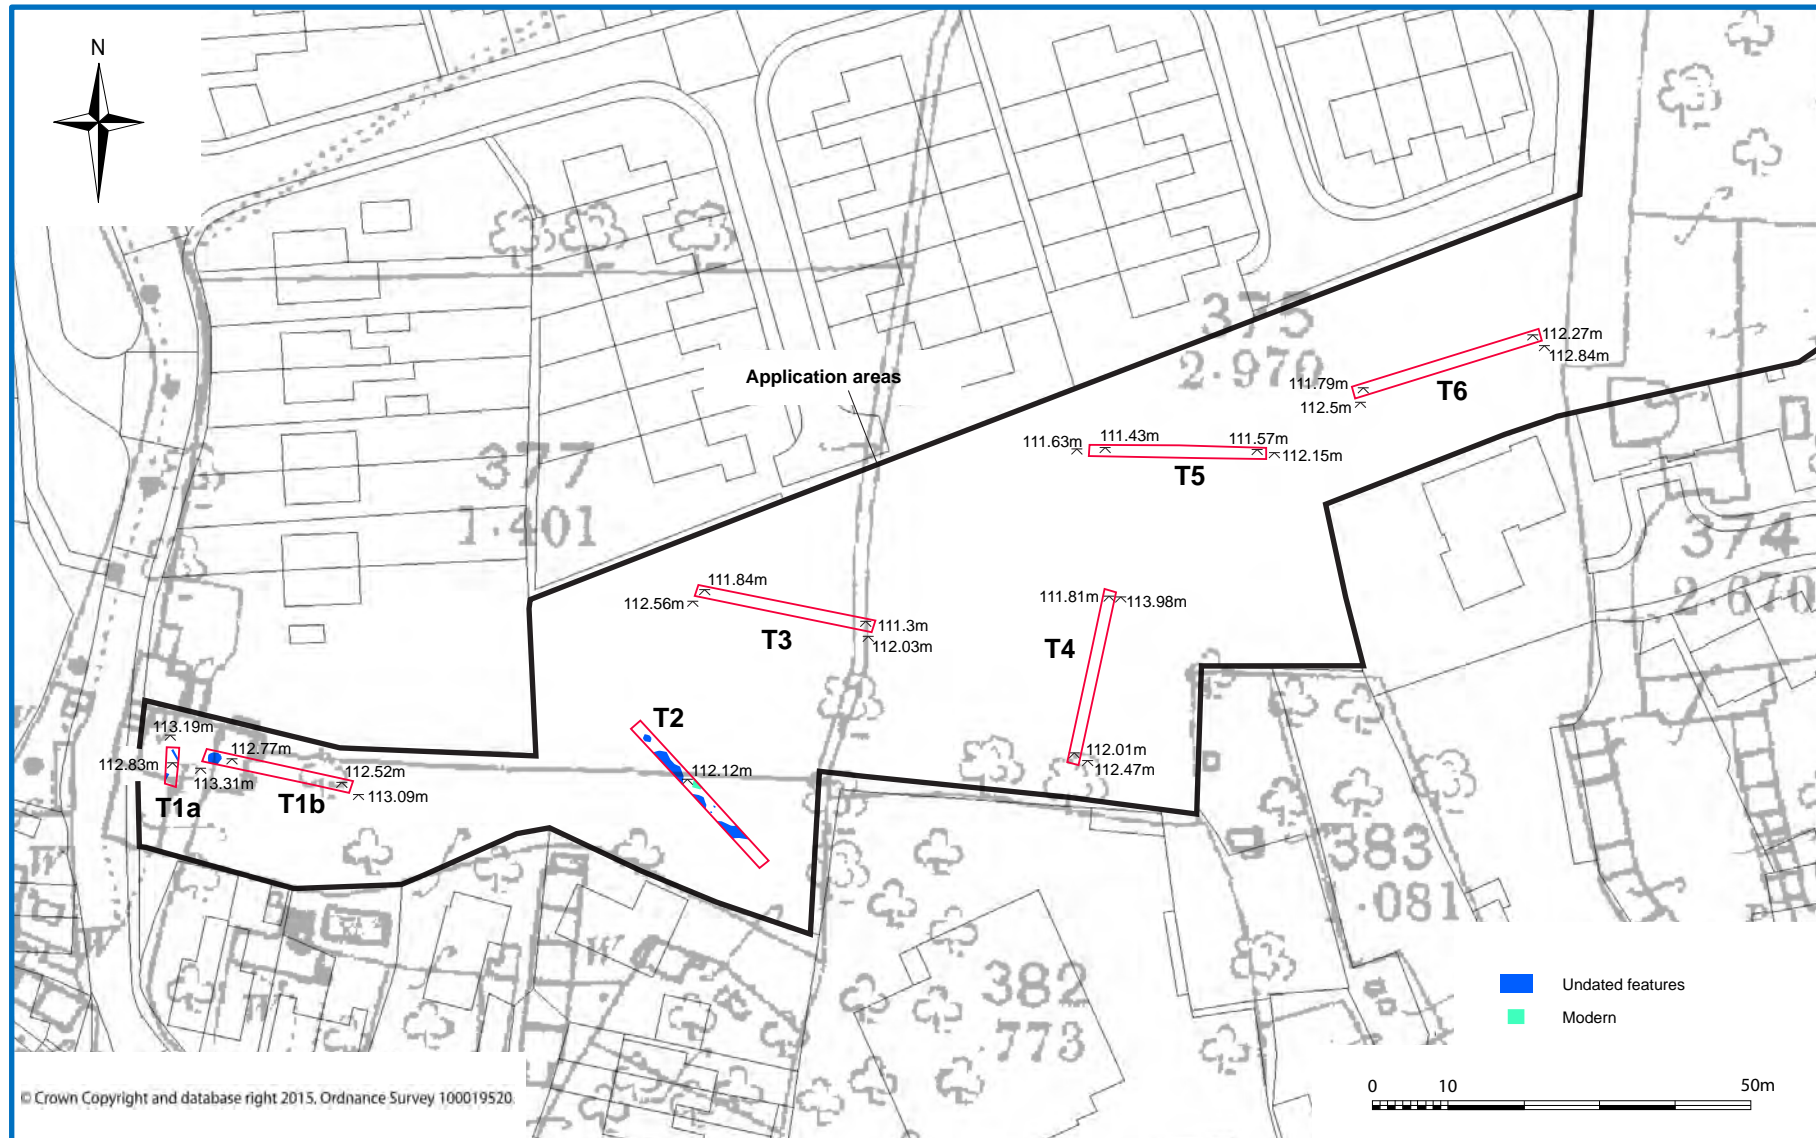 N
375
2·970
Application areas
112.27m
112.84m
111.79m
112.5m
T6
111.63m
111.43m
111.57m
112.15m
T5
377
1·401
374
2·670
111.84m
112.56m
111.3m
112.03m
T3
111.81m
113.98m
T4
112.01m
112.47m
T2
112.12m
113.19m
112.83m
T1a
112.77m
113.31m
T1b
112.52m
113.09m
W
W
W
383
·081
382
773
Undated features
Modern
0
10
50m
© Crown Copyright and database right 2015. Ordnance Survey 100019520